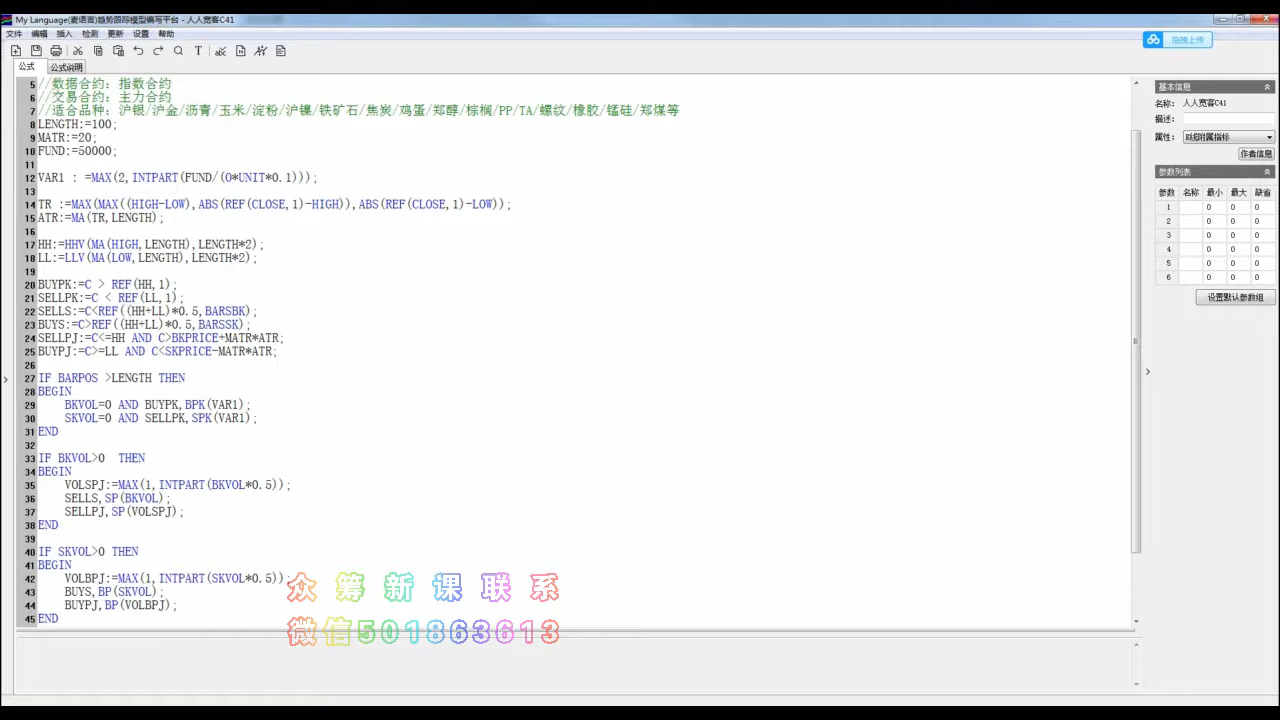 My Language(麦语言)趋势跟踪模型编写平台 - 人人宽客C41
文件 编辑 插入 检测 更新 设置 帮助
拖拽上传
公式 公式说明
5 //数据合约: 指数合约
6 //交易合约: 主力合约
7 //适合品种: 沪银/沪金/沥青/玉米/淀粉/沪镍/铁矿石/焦炭/鸡蛋/郑醇/棕榈/PP/TA/螺纹/橡胶/锰硅/郑煤等
8 LENGTH:=100;
9 MATR:=20;
10 FUND:=50000;
11
12 VAR1 : =MAX(2,INTPART(FUND/(O*UNIT*0.1)));
13
14 TR :=MAX(MAX((HIGH-LOW),ABS(REF(CLOSE,1)-HIGH)),ABS(REF(CLOSE,1)-LOW));
15 ATR:=MA(TR,LENGTH);
16
17 HH:=HHV(MA(HIGH,LENGTH),LENGTH*2);
18 LL:=LLV(MA(LOW,LENGTH),LENGTH*2);
19
20 BUYPK:=C > REF(HH,1);
21 SELLPK:=C < REF(LL,1);
22 SELLS:=C<REF((HH+LL)*0.5,BARSBK);
23 BUYS:=C>REF((HH+LL)*0.5,BARSSK);
24 SELLPJ:=C<=HH AND C>BKPRICE+MATR*ATR;
25 BUYPJ:=C>=LL AND C<SKPRICE-MATR*ATR;
26
27 IF BARPOS >LENGTH THEN
28 BEGIN
29 BKVOL=0 AND BUYPK,BPK(VAR1);
30 SKVOL=0 AND SELLPK,SPK(VAR1);
31 END
32
33 IF BKVOL>0 THEN
34 BEGIN
35 VOLSPJ:=MAX(1,INTPART(BKVOL*0.5));
36 SELLS,SP(BKVOL);
37 SELLPJ,SP(VOLSPJ);
38 END
39
40 IF SKVOL>0 THEN
41 BEGIN
42 VOLBPJ:=MAX(1,INTPART(SKVOL*0.5));
43 BUYS,BP(SKVOL);
44 BUYPJ,BP(VOLBPJ);
45 END
众筹新课联系
微信501863613
基本信息
名称: 人人宽客C41
描述:
属性: K线附属指标
作者信息
参数列表
参数 名称 最小 最大 缺省
1 0 0 0
2 0 0 0
3 0 0 0
4 0 0 0
5 0 0 0
6 0 0 0
设置默认参数组